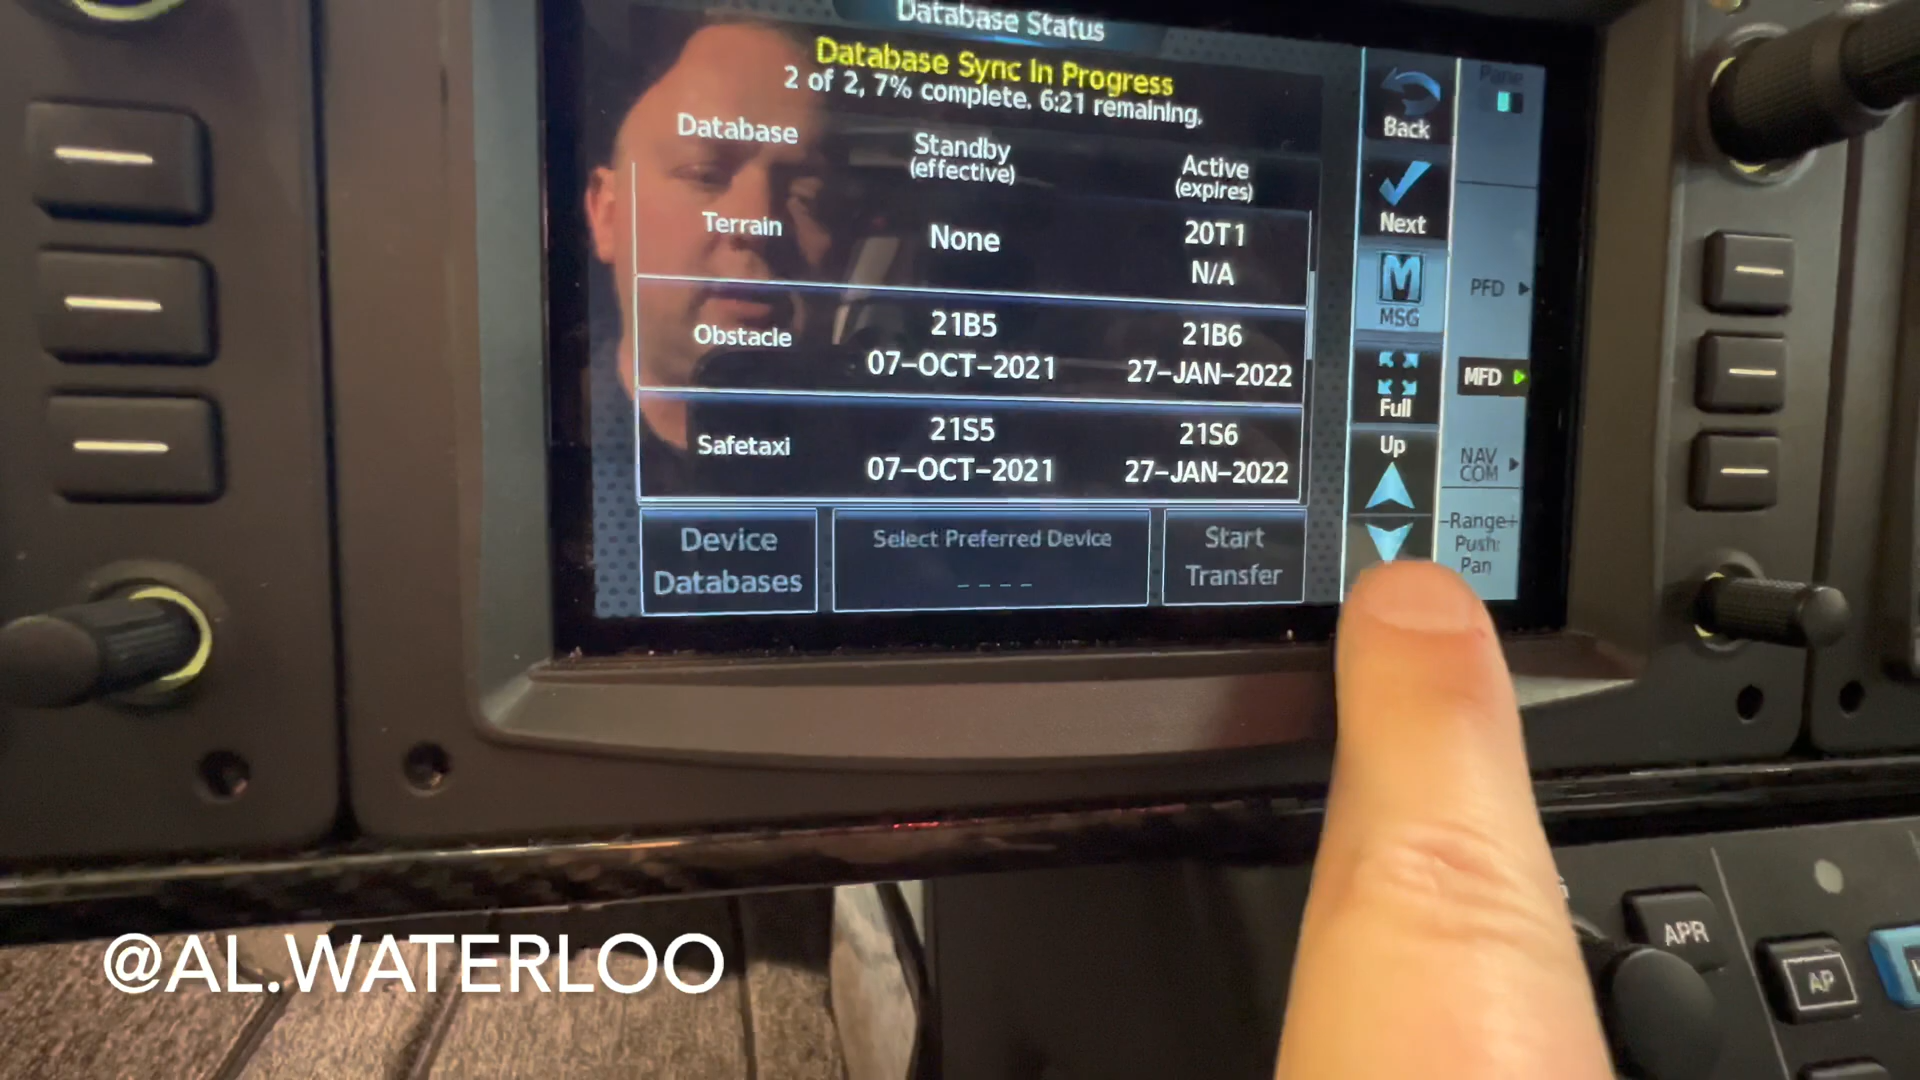 Database Status
Database Sync In Progress
2 of 2, 7% complete. 6:21 remaining.
Database
Standby
(effective)
Active
(expires)
Terrain
None
20T1
N/A
Obstacle
21B5
07-OCT-2021
21B6
27-JAN-2022
Safetaxi
21S5
07-OCT-2021
21S6
27-JAN-2022
Device
Databases
Select Preferred Device
_ _ _ _
Start
Transfer
Back
Next
M
MSG
Full
Up
Pane
PFD
MFD
NAV
COM
-Range+
Push:
Pan
APR
AP
@AL.WATERLOO